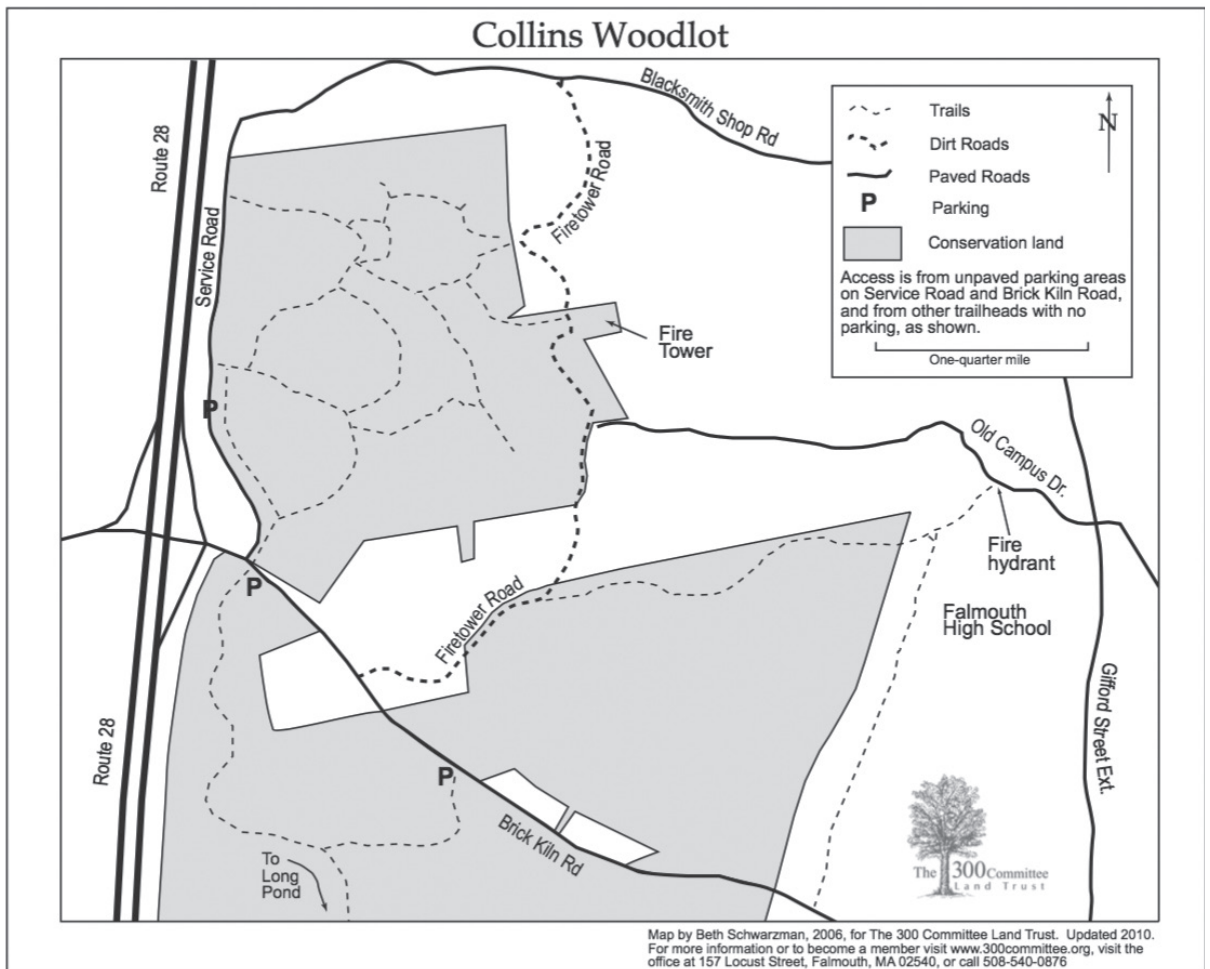 Collins Woodlot
Blacksmith Shop Rd
Route 28
Service Road
Firetower Road
Trails
Dirt Roads
Paved Roads
P
Parking
Conservation land
N
Access is from unpaved parking areas
on Service Road and Brick Kiln Road,
and from other trailheads with no
parking, as shown.
One-quarter mile
Fire
Tower
P
Old Campus Dr.
Fire
hydrant
P
Firetower Road
Falmouth
High School
Gifford Street Ext.
Route 28
P
Brick Kiln Rd
To
Long
Pond
The 300 Committee
Land Trust
Map by Beth Schwarzman, 2006, for The 300 Committee Land Trust. Updated 2010.
For more information or to become a member visit www.300committee.org, visit the
office at 157 Locust Street, Falmouth, MA 02540, or call 508-540-0876